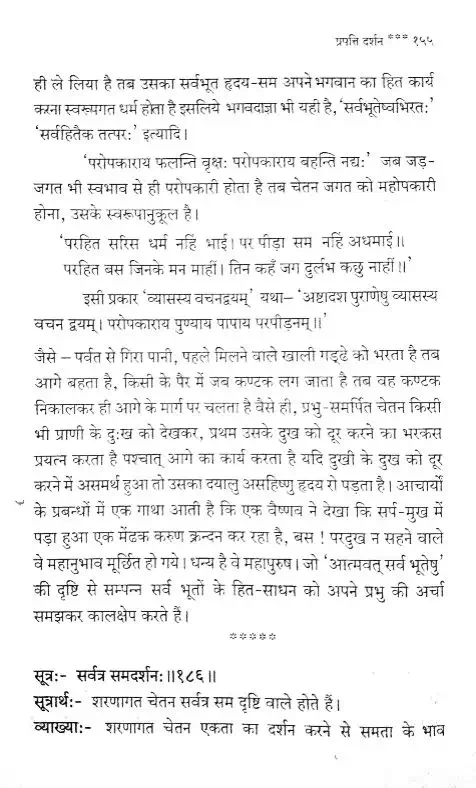 प्रपत्ति दर्शन *** १५५
ही ले लिया है तब उसका सर्वभूत हृदय-सम अपने भगवान का हित कार्य
करना स्वरूपगत धर्म होता है इसलिये भगवदाज्ञा भी यही है, ‘सर्वभूतेष्वभिरतः’
‘सर्वहितैक तत्परः’ इत्यादि।
‘परोपकाराय फलन्ति वृक्षः परोपकाराय बहन्ति नद्यः’ जब जड़-
जगत भी स्वभाव से ही परोपकारी होता है तब चेतन जगत को महोपकारी
होना, उसके स्वरूपानुकूल है।
‘परहित सरिस धर्म नहिं भाई। पर पीड़ा सम नहिं अधमाई॥
परहित बस जिनके मन माहीं। तिन कहँ जग दुर्लभ कछु नाहीं॥’
इसी प्रकार ‘व्यासस्य वचनद्वयम्’ यथा– ‘अष्टादश पुराणेषु व्यासस्य
वचन द्वयम्। परोपकाराय पुण्याय पापाय परपीड़नम्॥’
जैसे – पर्वत से गिरा पानी, पहले मिलने वाले खाली गड्ढे को भरता है तब
आगे बहता है, किसी के पैर में जब कण्टक लग जाता है तब वह कण्टक
निकालकर ही आगे के मार्ग पर चलता है वैसे ही, प्रभु-समर्पित चेतन किसी
भी प्राणी के दुःख को देखकर, प्रथम उसके दुख को दूर करने का भरकस
प्रयत्न करता है पश्चात् आगे का कार्य करता है यदि दुखी के दुख को दूर
करने में असमर्थ हुआ तो उसका दयालु असहिष्णु हृदय रो पड़ता है। आचार्यों
के प्रबन्धों में एक गाथा आती है कि एक वैष्णव ने देखा कि सर्प-मुख में
पड़ा हुआ एक मेंढक करुण क्रन्दन कर रहा है, बस ! परदुख न सहने वाले
वे महानुभाव मूर्छित हो गये। धन्य है वे महापुरुष। जो ‘आत्मवत् सर्व भूतेषु’
की दृष्टि से सम्पन्न सर्व भूतों के हित-साधन को अपने प्रभु की अर्चा
समझकर कालक्षेप करते हैं।
*****
सूत्रः- सर्वत्र समदर्शनः॥१८६॥
सूत्रार्थः- शरणागत चेतन सर्वत्र सम दृष्टि वाले होते हैं।
व्याख्याः- शरणागत चेतन एकता का दर्शन करने से समता के भाव